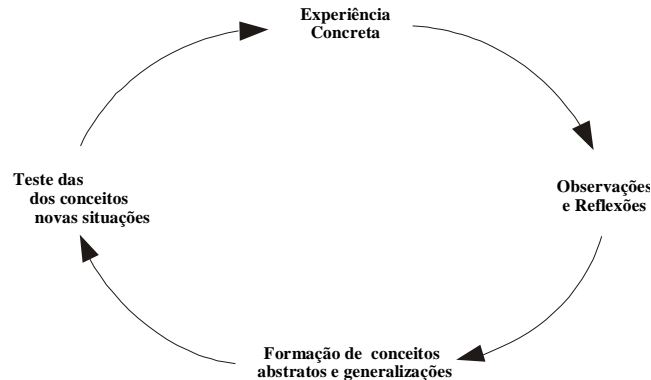 Experiência
Concreta
Teste das
dos conceitos
novas situações
Observações
e Reflexões
Formação de conceitos
abstratos e generalizações